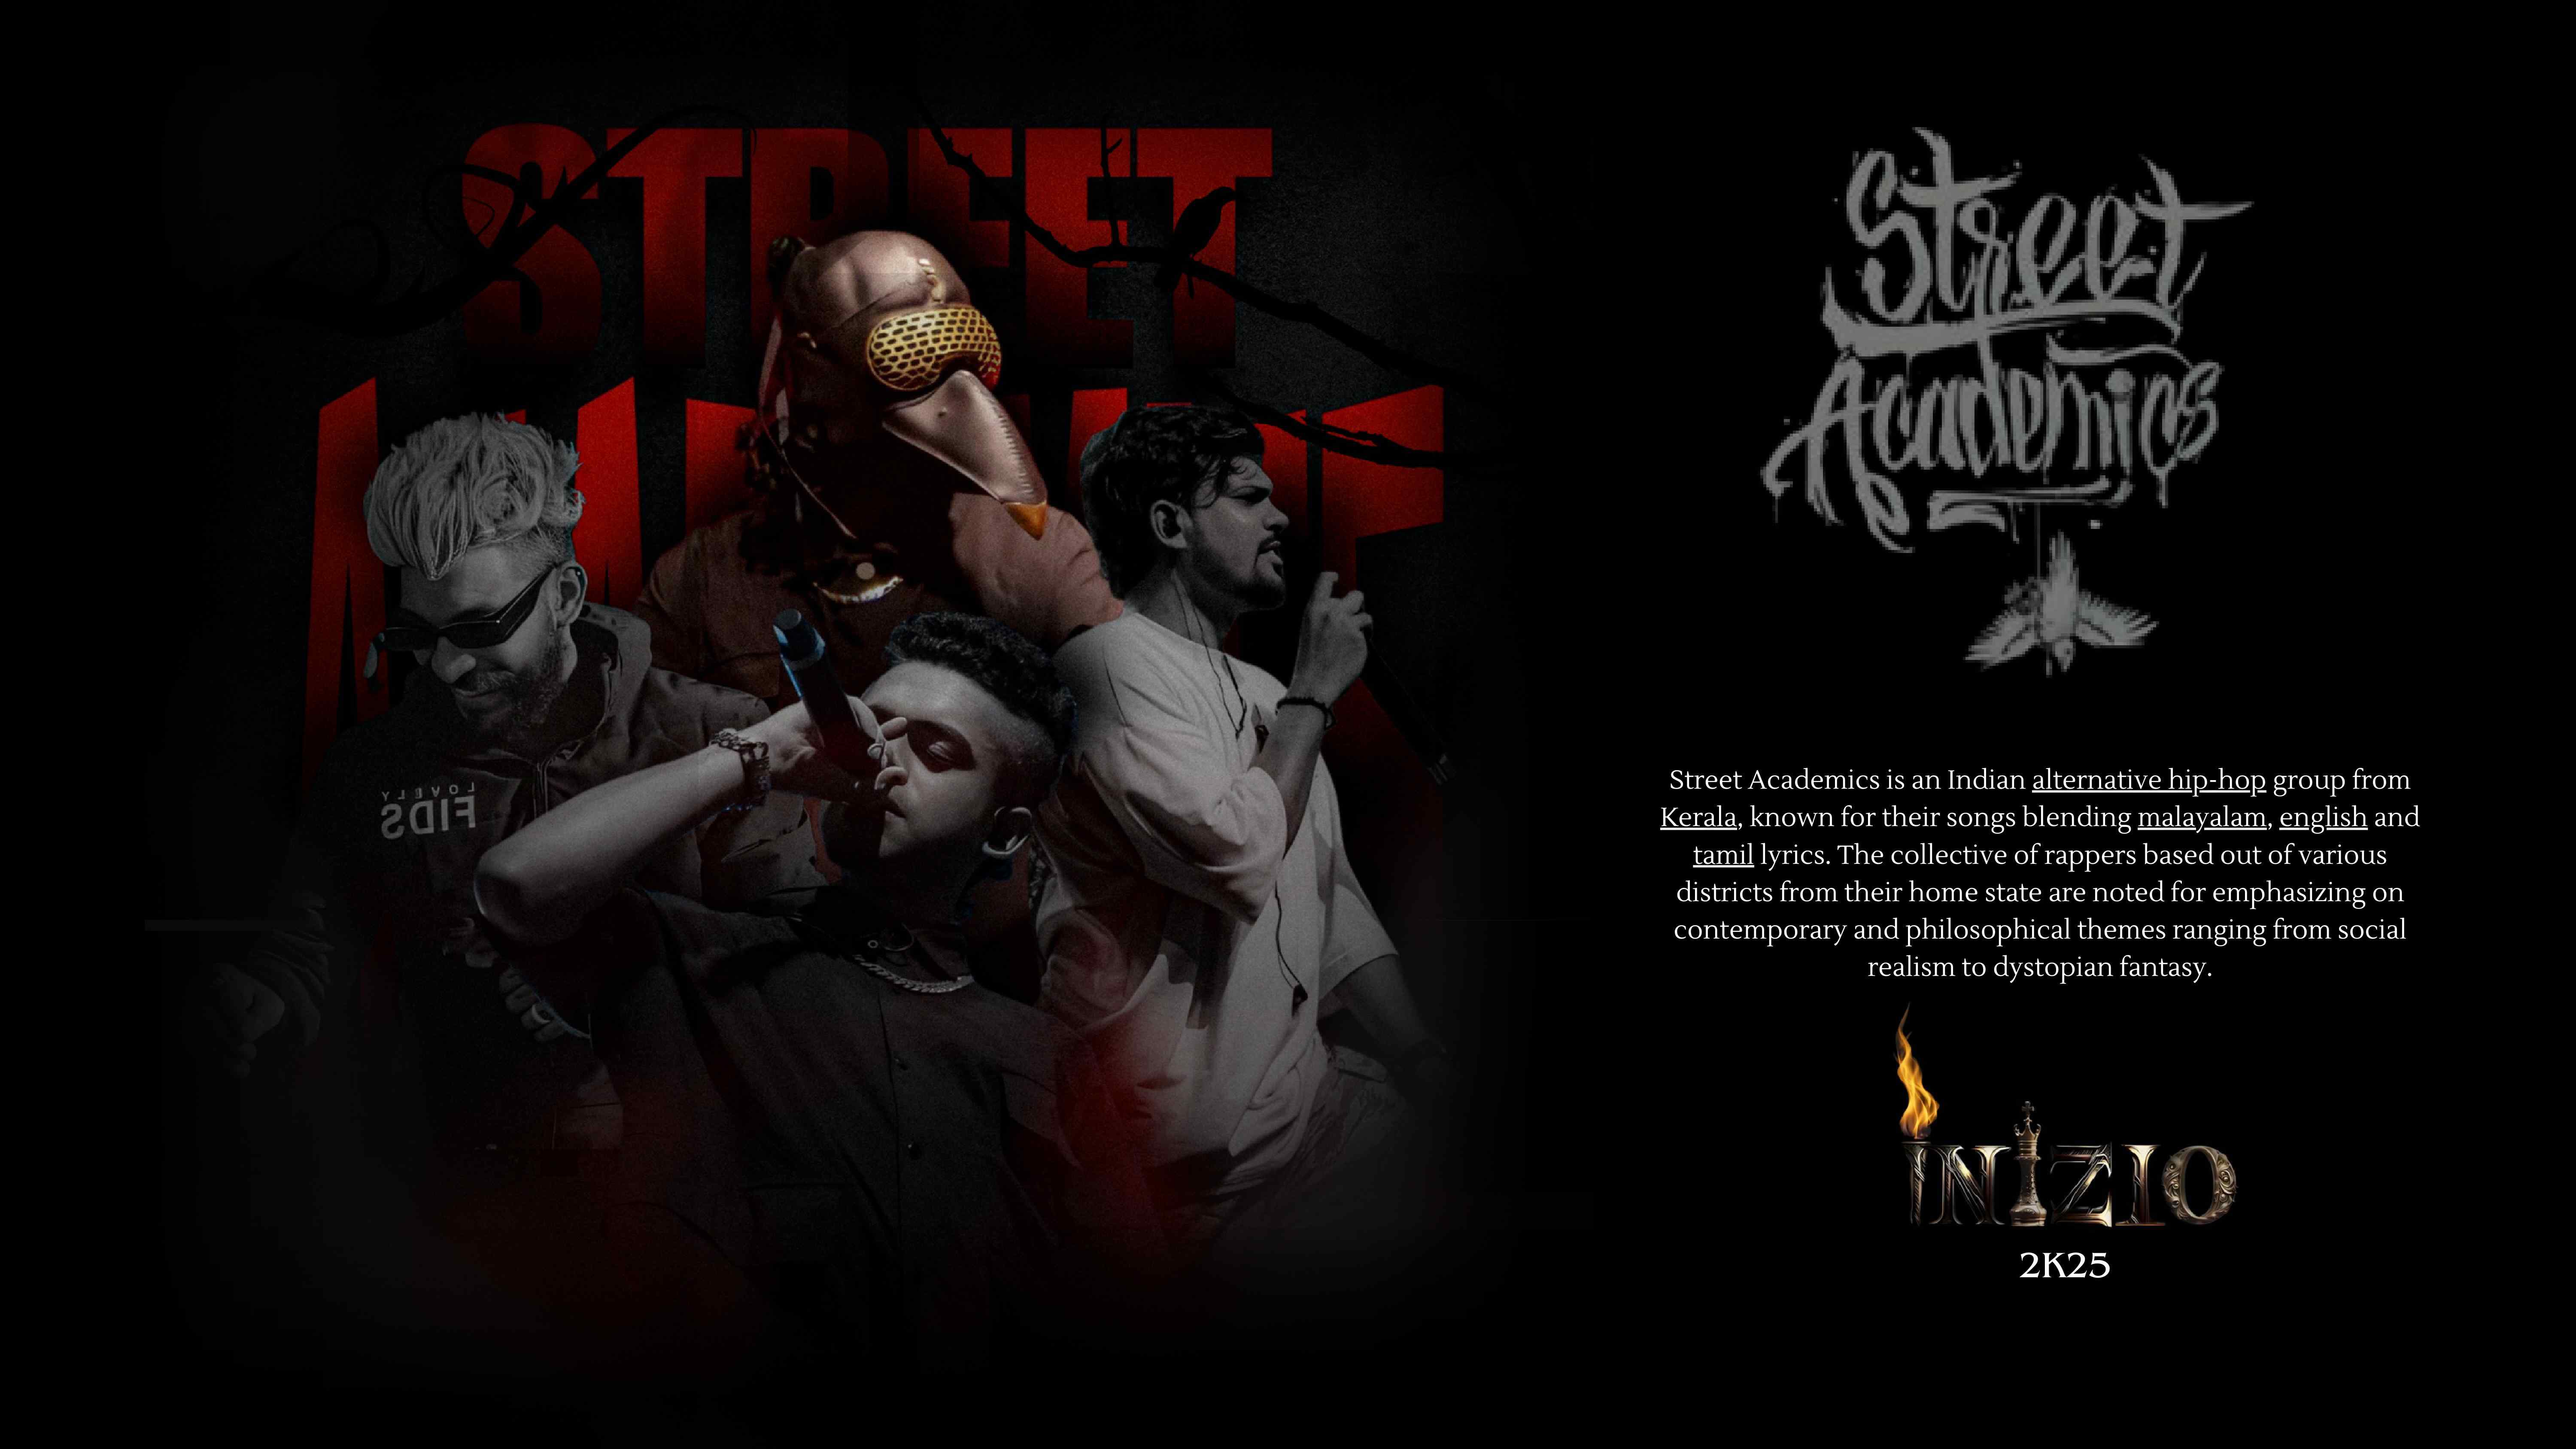 STREET
LOVELY
FIDS
Street
Academics
Street Academics is an Indian alternative hip-hop group from
Kerala, known for their songs blending malayalam, english and
tamil lyrics. The collective of rappers based out of various
districts from their home state are noted for emphasizing on
contemporary and philosophical themes ranging from social
realism to dystopian fantasy.
INIZIO
2K25